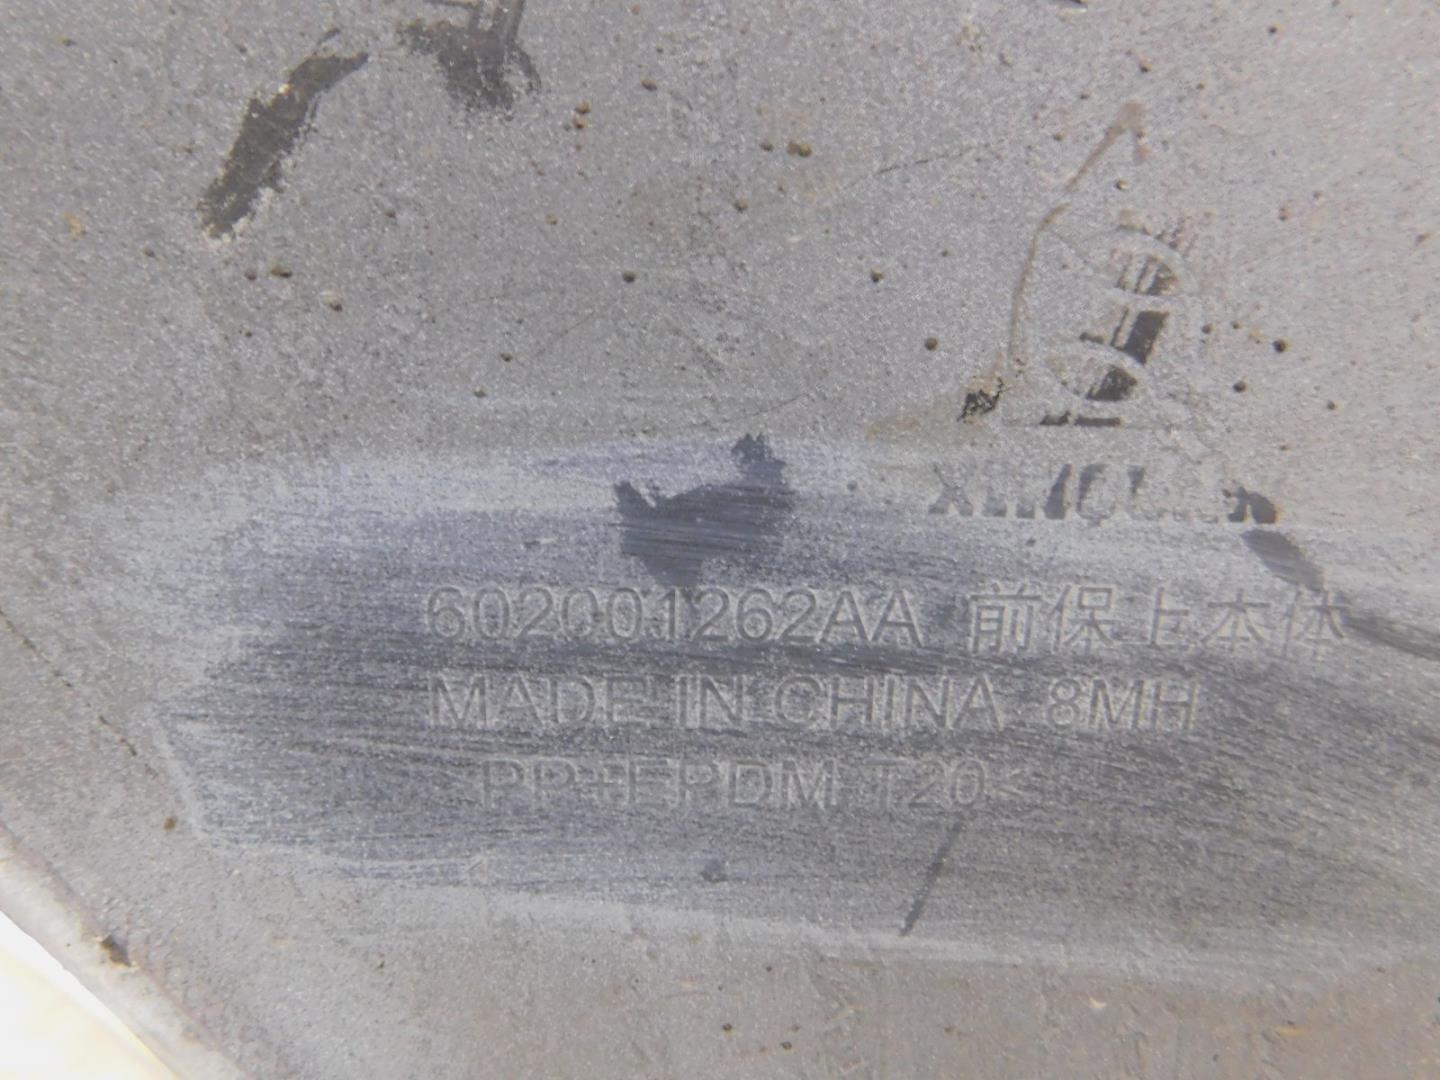 602001262AA 前保上本体
MADE IN CHINA 8MH
PP+EPDM-T20<